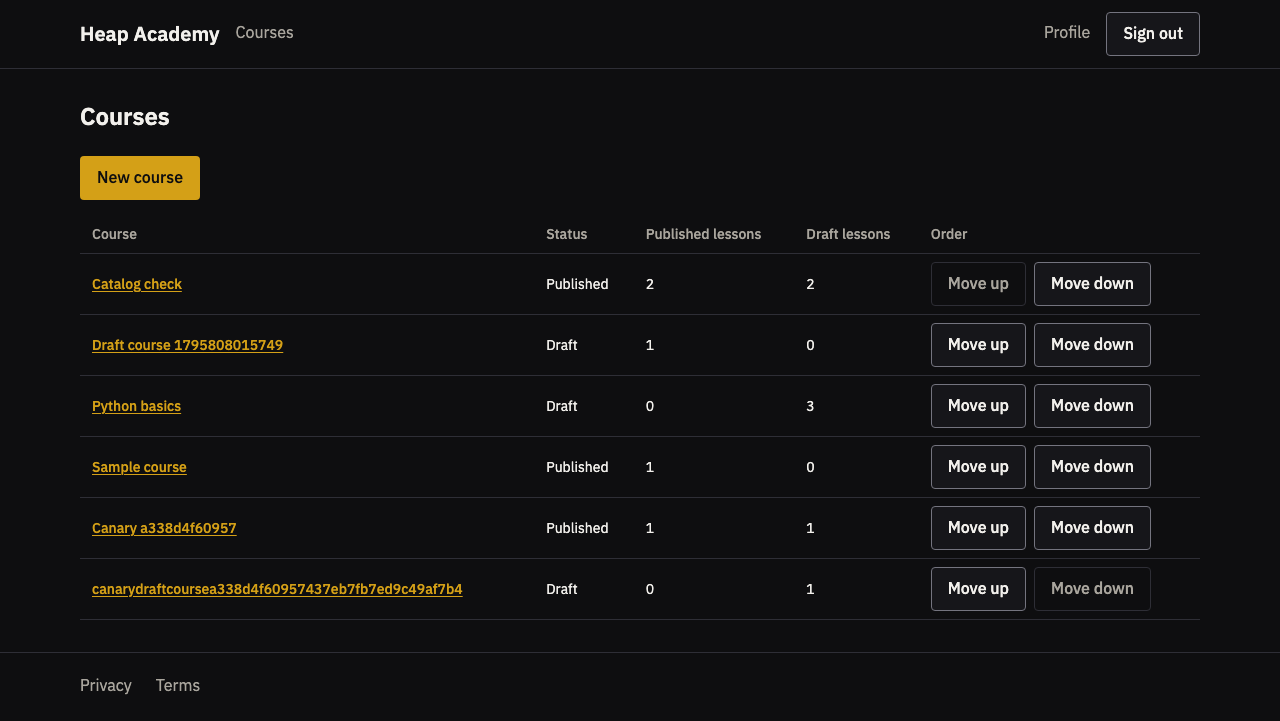 Heap Academy Courses Profile Sign out
Courses
New course
Course Status Published lessons Draft lessons Order
Catalog check Published 2 2 Move up Move down
Draft course 1795808015749 Draft 1 0 Move up Move down
Python basics Draft 0 3 Move up Move down
Sample course Published 1 0 Move up Move down
Canary a338d4f60957 Published 1 1 Move up Move down
canarydraftcoursea338d4f60957437eb7fb7ed9c49af7b4 Draft 0 1 Move up Move down
Privacy Terms